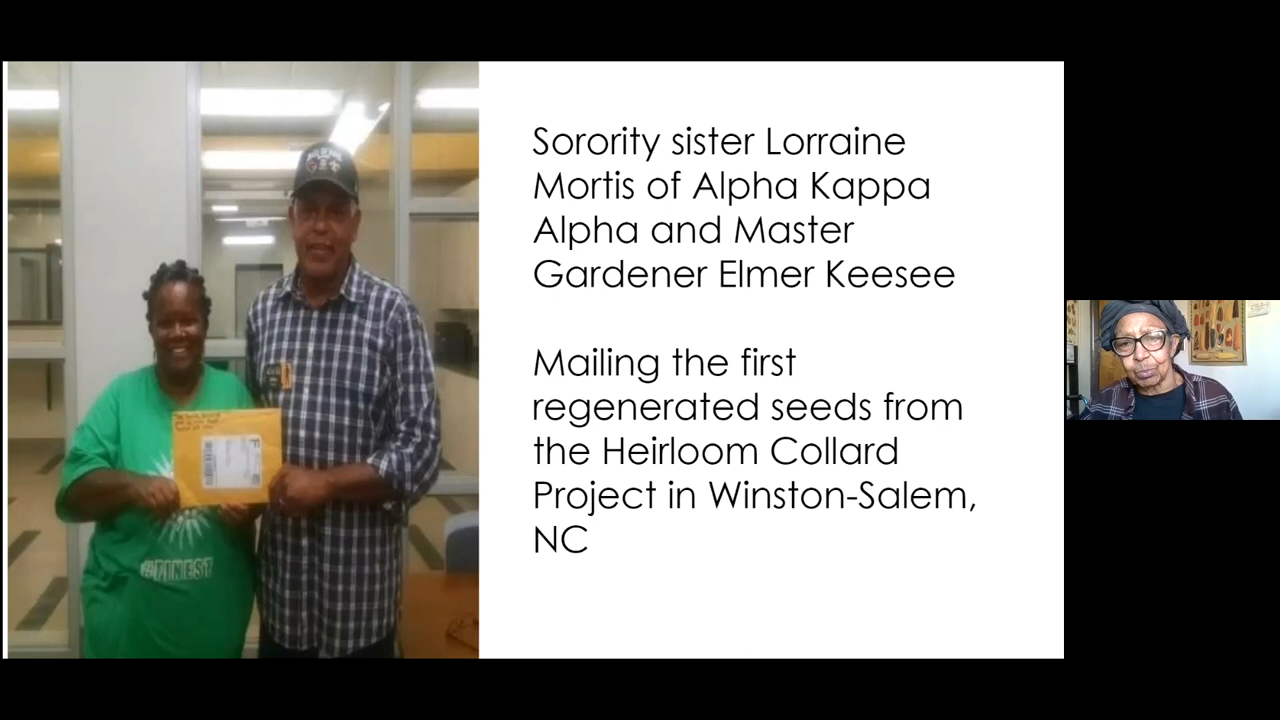 Sorority sister Lorraine
Mortis of Alpha Kappa
Alpha and Master
Gardener Elmer Keesee
Mailing the first
regenerated seeds from
the Heirloom Collard
Project in Winston-Salem,
NC
#FINEST